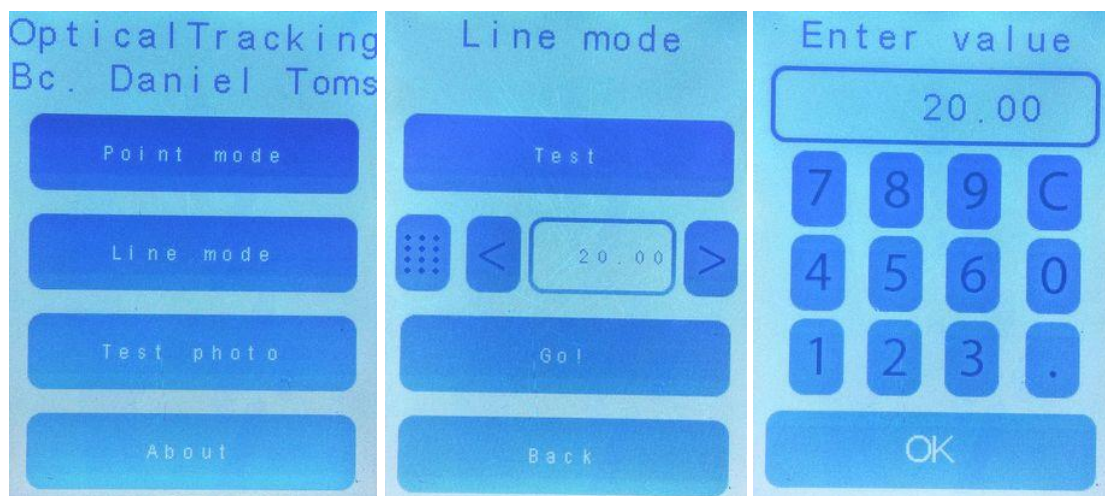 OpticalTracking
Bc. Daniel Toms
Point mode
Line mode
Test photo
About
Line mode
Test
< 20.00 >
Go!
Back
Enter value
20.00
7 8 9 C
4 5 6 0
1 2 3 .
OK